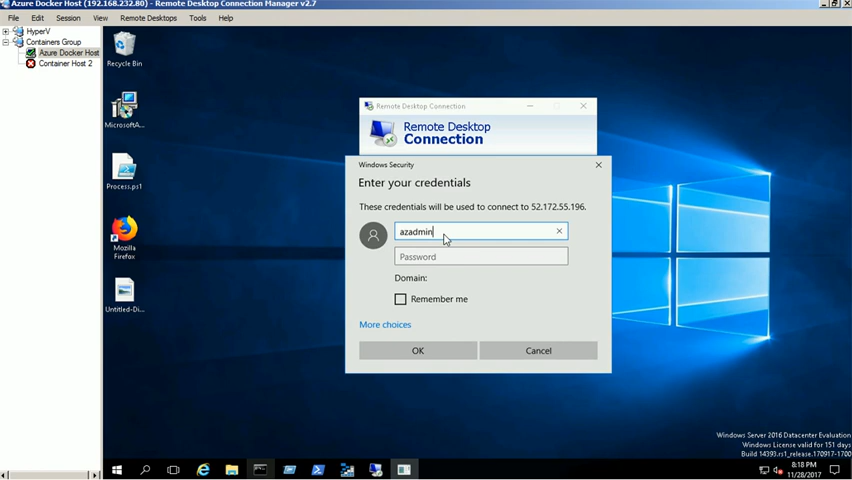 Azure Docker Host (192.168.232.80) - Remote Desktop Connection Manager v2.7
File Edit Session View Remote Desktops Tools Help
HyperV
Containers Group
Azure Docker Host
Container Host 2
Recycle Bin
MicrosoftA...
Process.ps1
Mozilla
Firefox
Untitled-Di...
Remote Desktop Connection
Remote Desktop
Connection
Windows Security
Enter your credentials
These credentials will be used to connect to 52.172.55.196.
azadmin
Password
Domain:
Remember me
More choices
OK Cancel
Windows Server 2016 Datacenter Evaluation
Windows License valid for 151 days
Build 14393.rs1_release.170917-1700
8:18 PM
11/28/2017